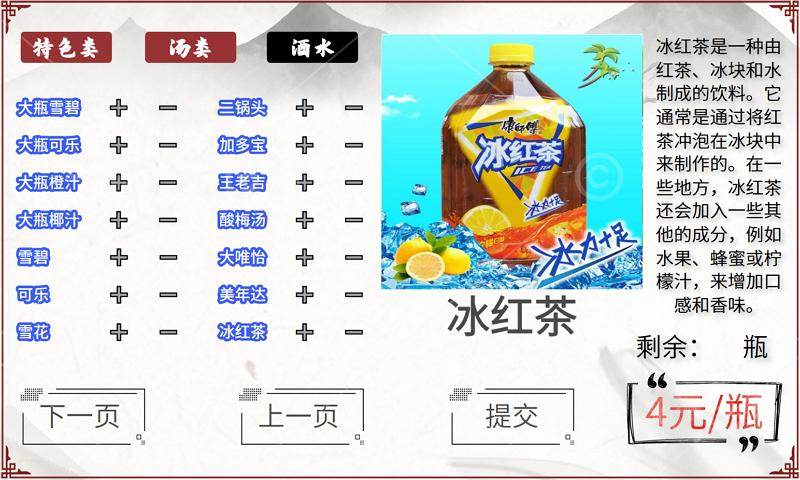 特色类
汤类
酒水
大瓶雪碧 + − 二锅头 + −
大瓶可乐 + − 加多宝 + −
大瓶橙汁 + − 王老吉 + −
大瓶椰汁 + − 酸梅汤 + −
雪碧 + − 大唯怡 + −
可乐 + − 美年达 + −
雪花 + − 冰红茶 + −
康师傅
冰红茶
ICE TEA
冰力十足
冰力十足
©
冰红茶
冰红茶是一种由
红茶、冰块和水
制成的饮料。它
通常是通过将红
茶冲泡在冰块中
来制作的。在一
些地方，冰红茶
还会加入一些其
他的成分，例如
水果、蜂蜜或柠
檬汁，来增加口
感和香味。
剩余： 瓶
下一页
上一页
提交
“4元/瓶”